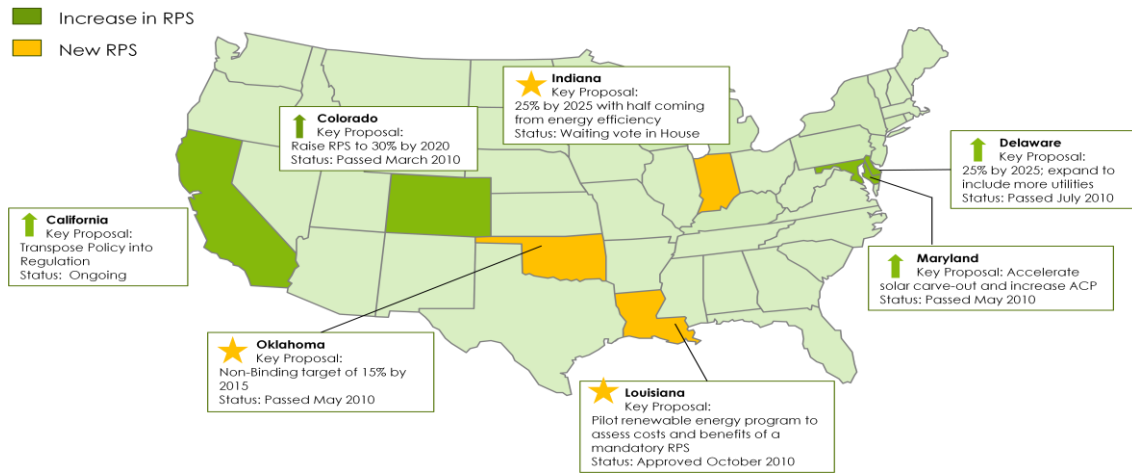 Increase in RPS
New RPS
Indiana
Key Proposal:
25% by 2025 with half coming
from energy efficiency
Status: Waiting vote in House
Colorado
Key Proposal:
Raise RPS to 30% by 2020
Status: Passed March 2010
Delaware
Key Proposal:
25% by 2025; expand to
include more utilities
Status: Passed July 2010
California
Key Proposal:
Transpose Policy into
Regulation
Status: Ongoing
Maryland
Key Proposal: Accelerate
solar carve-out and increase ACP
Status: Passed May 2010
Oklahoma
Key Proposal:
Non-Binding target of 15% by
2015
Status: Passed May 2010
Louisiana
Key Proposal:
Pilot renewable energy program to
assess costs and benefits of a
mandatory RPS
Status: Approved October 2010